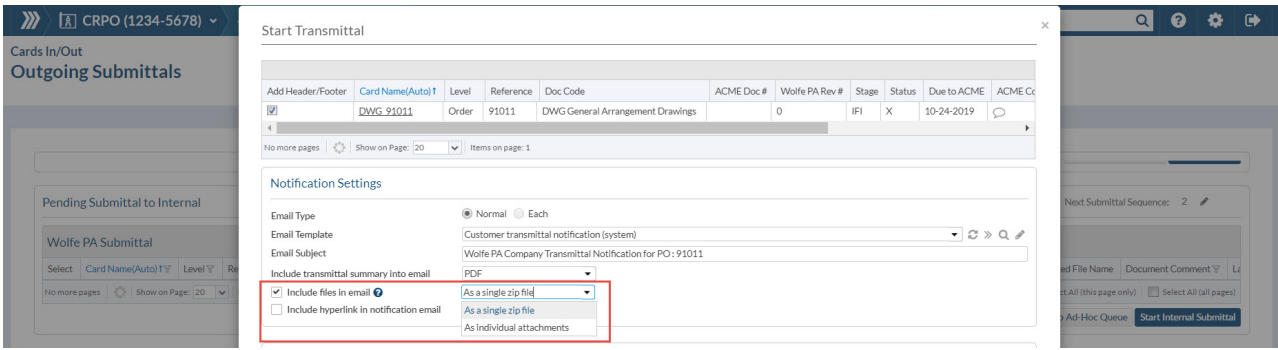 CRPO (1234-5678)
Cards In/Out
Outgoing Submittals
Start Transmittal
×
Add Header/Footer Card Name(Auto)↑ Level Reference Doc Code ACME Doc # Wolfe PA Rev # Stage Status Due to ACME ACME Co
DWG_91011 Order 91011 DWG General Arrangement Drawings 0 IFI X 10-24-2019
No more pages Show on Page: 20 Items on page: 1
Notification Settings
Email Type Normal Each
Email Template Customer transmittal notification (system)
Email Subject Wolfe PA Company Transmittal Notification for PO : 91011
Include transmittal summary into email PDF
Include files in email ? As a single zip file
Include hyperlink in notification email As a single zip file
As individual attachments
Pending Submittal to Internal
Next Submittal Sequence: 2
Wolfe PA Submittal
Select Card Name(Auto)↑ Level Re
ed File Name Document Comment
No more pages Show on Page: 20
ct All (this page only) Select All (all pages)
Ad-Hoc Queue Start Internal Submittal